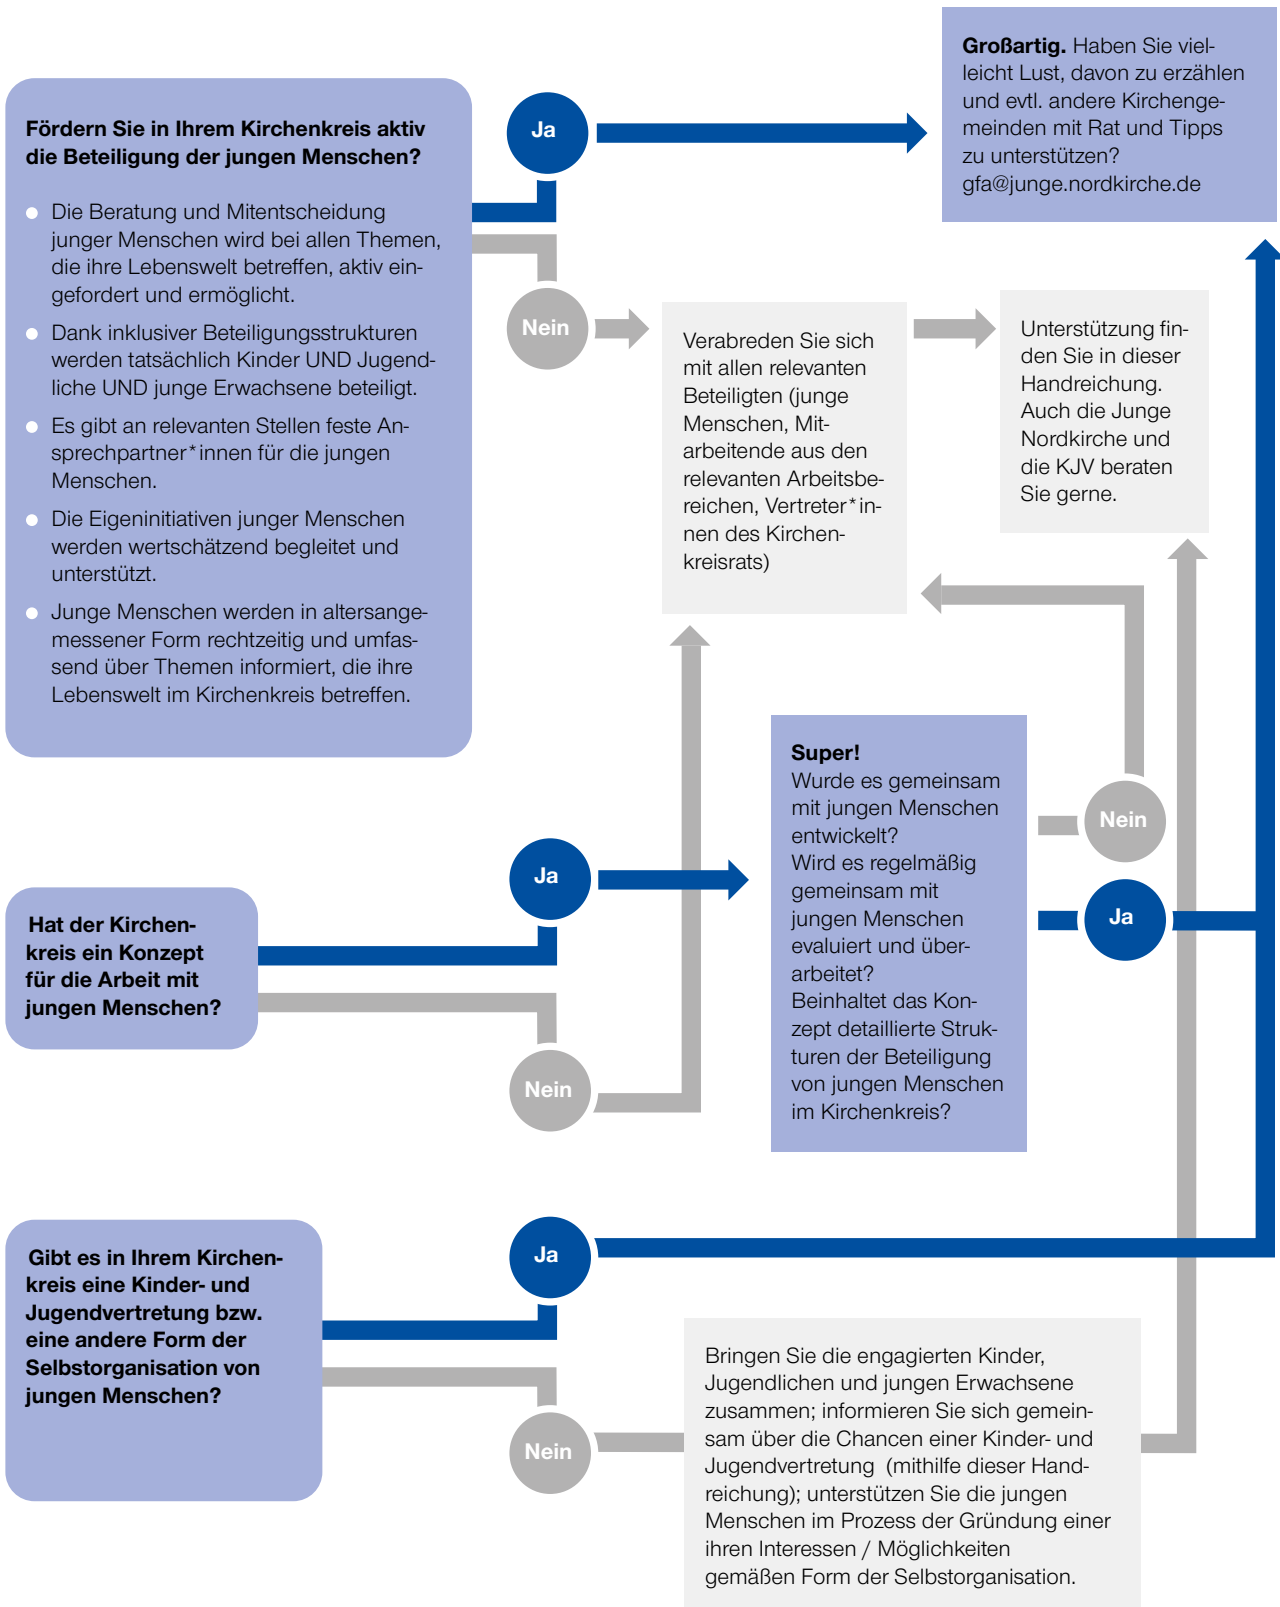 Großartig. Haben Sie viel-
leicht Lust, davon zu erzählen
und evtl. andere Kirchenge-
meinden mit Rat und Tipps
zu unterstützen?
gfa@junge.nordkirche.de
Fördern Sie in Ihrem Kirchenkreis aktiv
die Beteiligung der jungen Menschen?
Die Beratung und Mitentscheidung
junger Menschen wird bei allen Themen,
die ihre Lebenswelt betreffen, aktiv ein-
gefordert und ermöglicht.
Dank inklusiver Beteiligungsstrukturen
werden tatsächlich Kinder UND Jugend-
liche UND junge Erwachsene beteiligt.
Es gibt an relevanten Stellen feste An-
sprechpartner*innen für die jungen
Menschen.
Die Eigeninitiativen junger Menschen
werden wertschätzend begleitet und
unterstützt.
Junge Menschen werden in altersange-
messener Form rechtzeitig und umfas-
send über Themen informiert, die ihre
Lebenswelt im Kirchenkreis betreffen.
Ja
Nein
Verabreden Sie sich
mit allen relevanten
Beteiligten (junge
Menschen, Mit-
arbeitende aus den
relevanten Arbeitsbe-
reichen, Vertreter*in-
nen des Kirchen-
kreisrats)
Unterstützung fin-
den Sie in dieser
Handreichung.
Auch die Junge
Nordkirche und
die KJV beraten
Sie gerne.
Hat der Kirchen-
kreis ein Konzept
für die Arbeit mit
jungen Menschen?
Ja
Nein
Super!
Wurde es gemeinsam
mit jungen Menschen
entwickelt?
Wird es regelmäßig
gemeinsam mit
jungen Menschen
evaluiert und über-
arbeitet?
Beinhaltet das Kon-
zept detaillierte Struk-
turen der Beteiligung
von jungen Menschen
im Kirchenkreis?
Nein
Ja
Gibt es in Ihrem Kirchen-
kreis eine Kinder- und
Jugendvertretung bzw.
eine andere Form der
Selbstorganisation von
jungen Menschen?
Ja
Nein
Bringen Sie die engagierten Kinder,
Jugendlichen und jungen Erwachsene
zusammen; informieren Sie sich gemein-
sam über die Chancen einer Kinder- und
Jugendvertretung (mithilfe dieser Hand-
reichung); unterstützen Sie die jungen
Menschen im Prozess der Gründung einer
ihren Interessen / Möglichkeiten
gemäßen Form der Selbstorganisation.